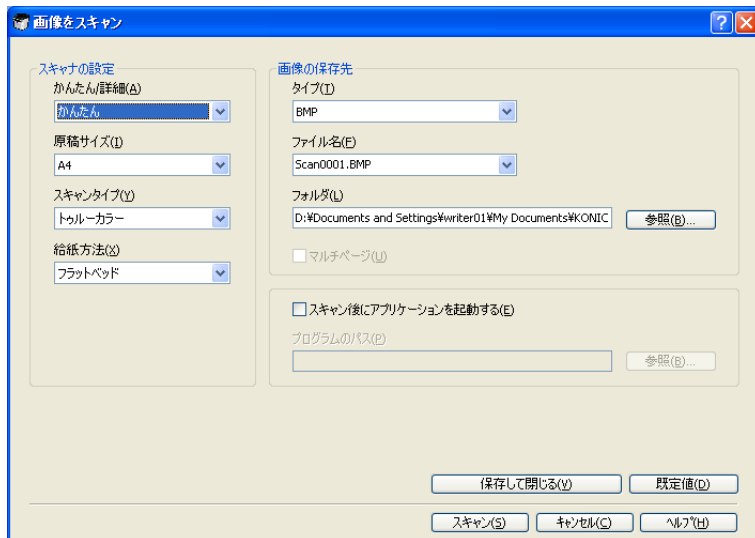 画像をスキャン
スキャナの設定
かんたん/詳細(A)
かんたん
原稿サイズ(I)
A4
スキャンタイプ(Y)
トゥルーカラー
給紙方法(X)
フラットベッド
画像の保存先
タイプ(T)
BMP
ファイル名(F)
Scan0001.BMP
フォルダ(L)
D:¥Documents and Settings¥writer01¥My Documents¥KONIC
参照(B)...
マルチページ(U)
スキャン後にアプリケーションを起動する(E)
プログラムのパス(P)
参照(B)...
保存して閉じる(V)
既定値(D)
スキャン(S)
キャンセル(C)
ヘルプ(H)